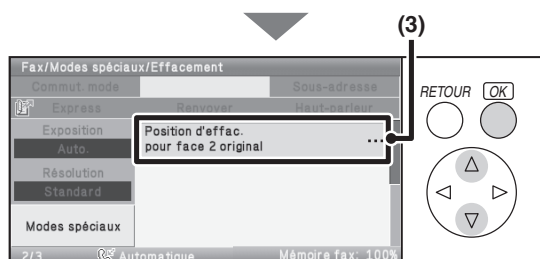 (3)
Fax/Modes spéciaux/Effacement
Commut. mode
Sous-adresse
Express
Renvoyer
Haut-parleur
Exposition
Auto.
Position d'effac.
pour face 2 original
...
Résolution
Standard
Modes spéciaux
2/3
Automatique
Mémoire fax: 100%
RETOUR
OK